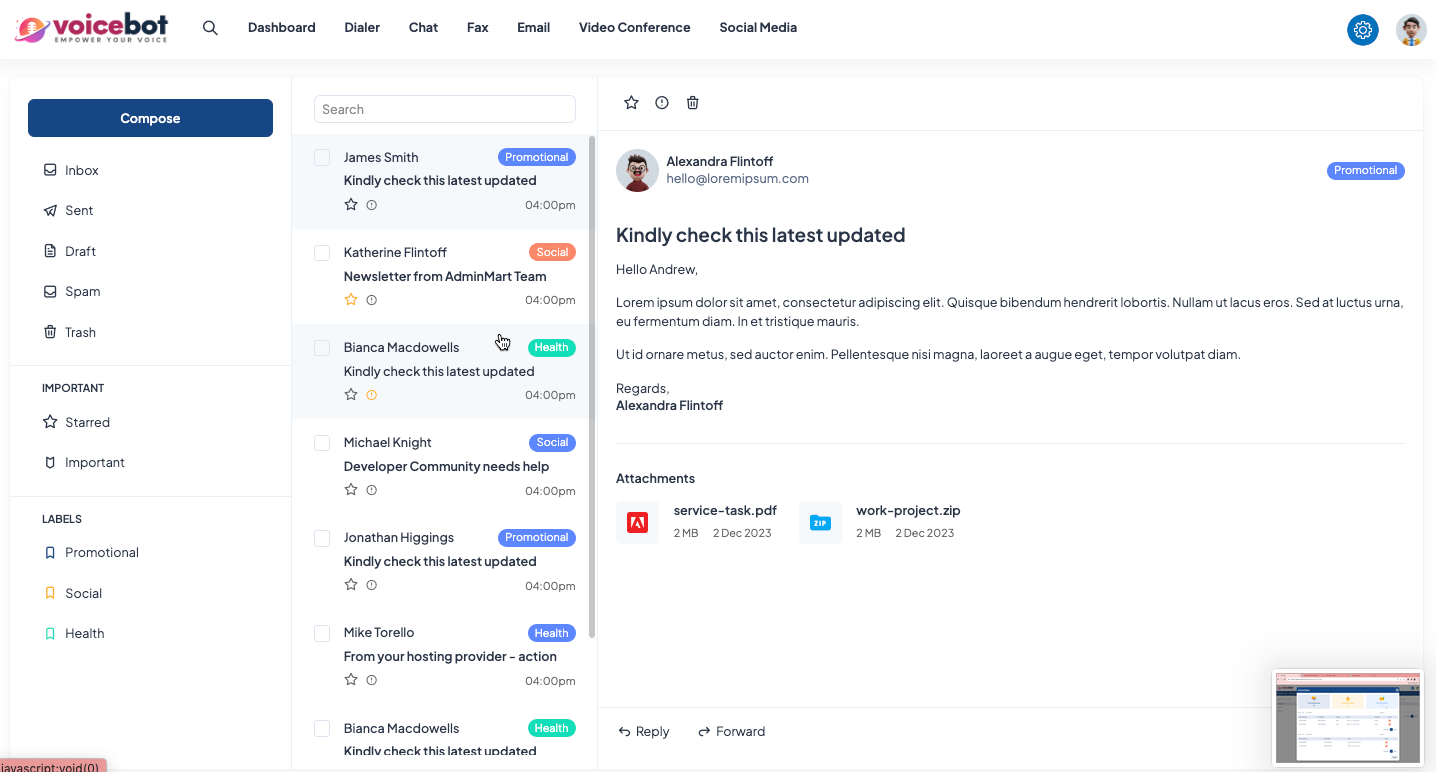 voicebot
EMPOWER YOUR VOICE
Dashboard
Dialer
Chat
Fax
Email
Video Conference
Social Media
Compose
Inbox
Sent
Draft
Spam
Trash
IMPORTANT
Starred
Important
LABELS
Promotional
Social
Health
Search
James Smith
Promotional
Kindly check this latest updated
04:00pm
Katherine Flintoff
Social
Newsletter from AdminMart Team
04:00pm
Bianca Macdowells
Health
Kindly check this latest updated
04:00pm
Michael Knight
Social
Developer Community needs help
04:00pm
Jonathan Higgings
Promotional
Kindly check this latest updated
04:00pm
Mike Torello
Health
From your hosting provider - action
04:00pm
Bianca Macdowells
Health
Kindly check this latest updated
Alexandra Flintoff
hello@loremipsum.com
Promotional
Kindly check this latest updated
Hello Andrew,
Lorem ipsum dolor sit amet, consectetur adipiscing elit. Quisque bibendum hendrerit lobortis. Nullam ut lacus eros. Sed at luctus urna,
eu fermentum diam. In et tristique mauris.
Ut id ornare metus, sed auctor enim. Pellentesque nisi magna, laoreet a augue eget, tempor volutpat diam.
Regards,
Alexandra Flintoff
Attachments
service-task.pdf
2 MB 2 Dec 2023
ZIP
work-project.zip
2 MB 2 Dec 2023
Reply
Forward
javascript:void(0)